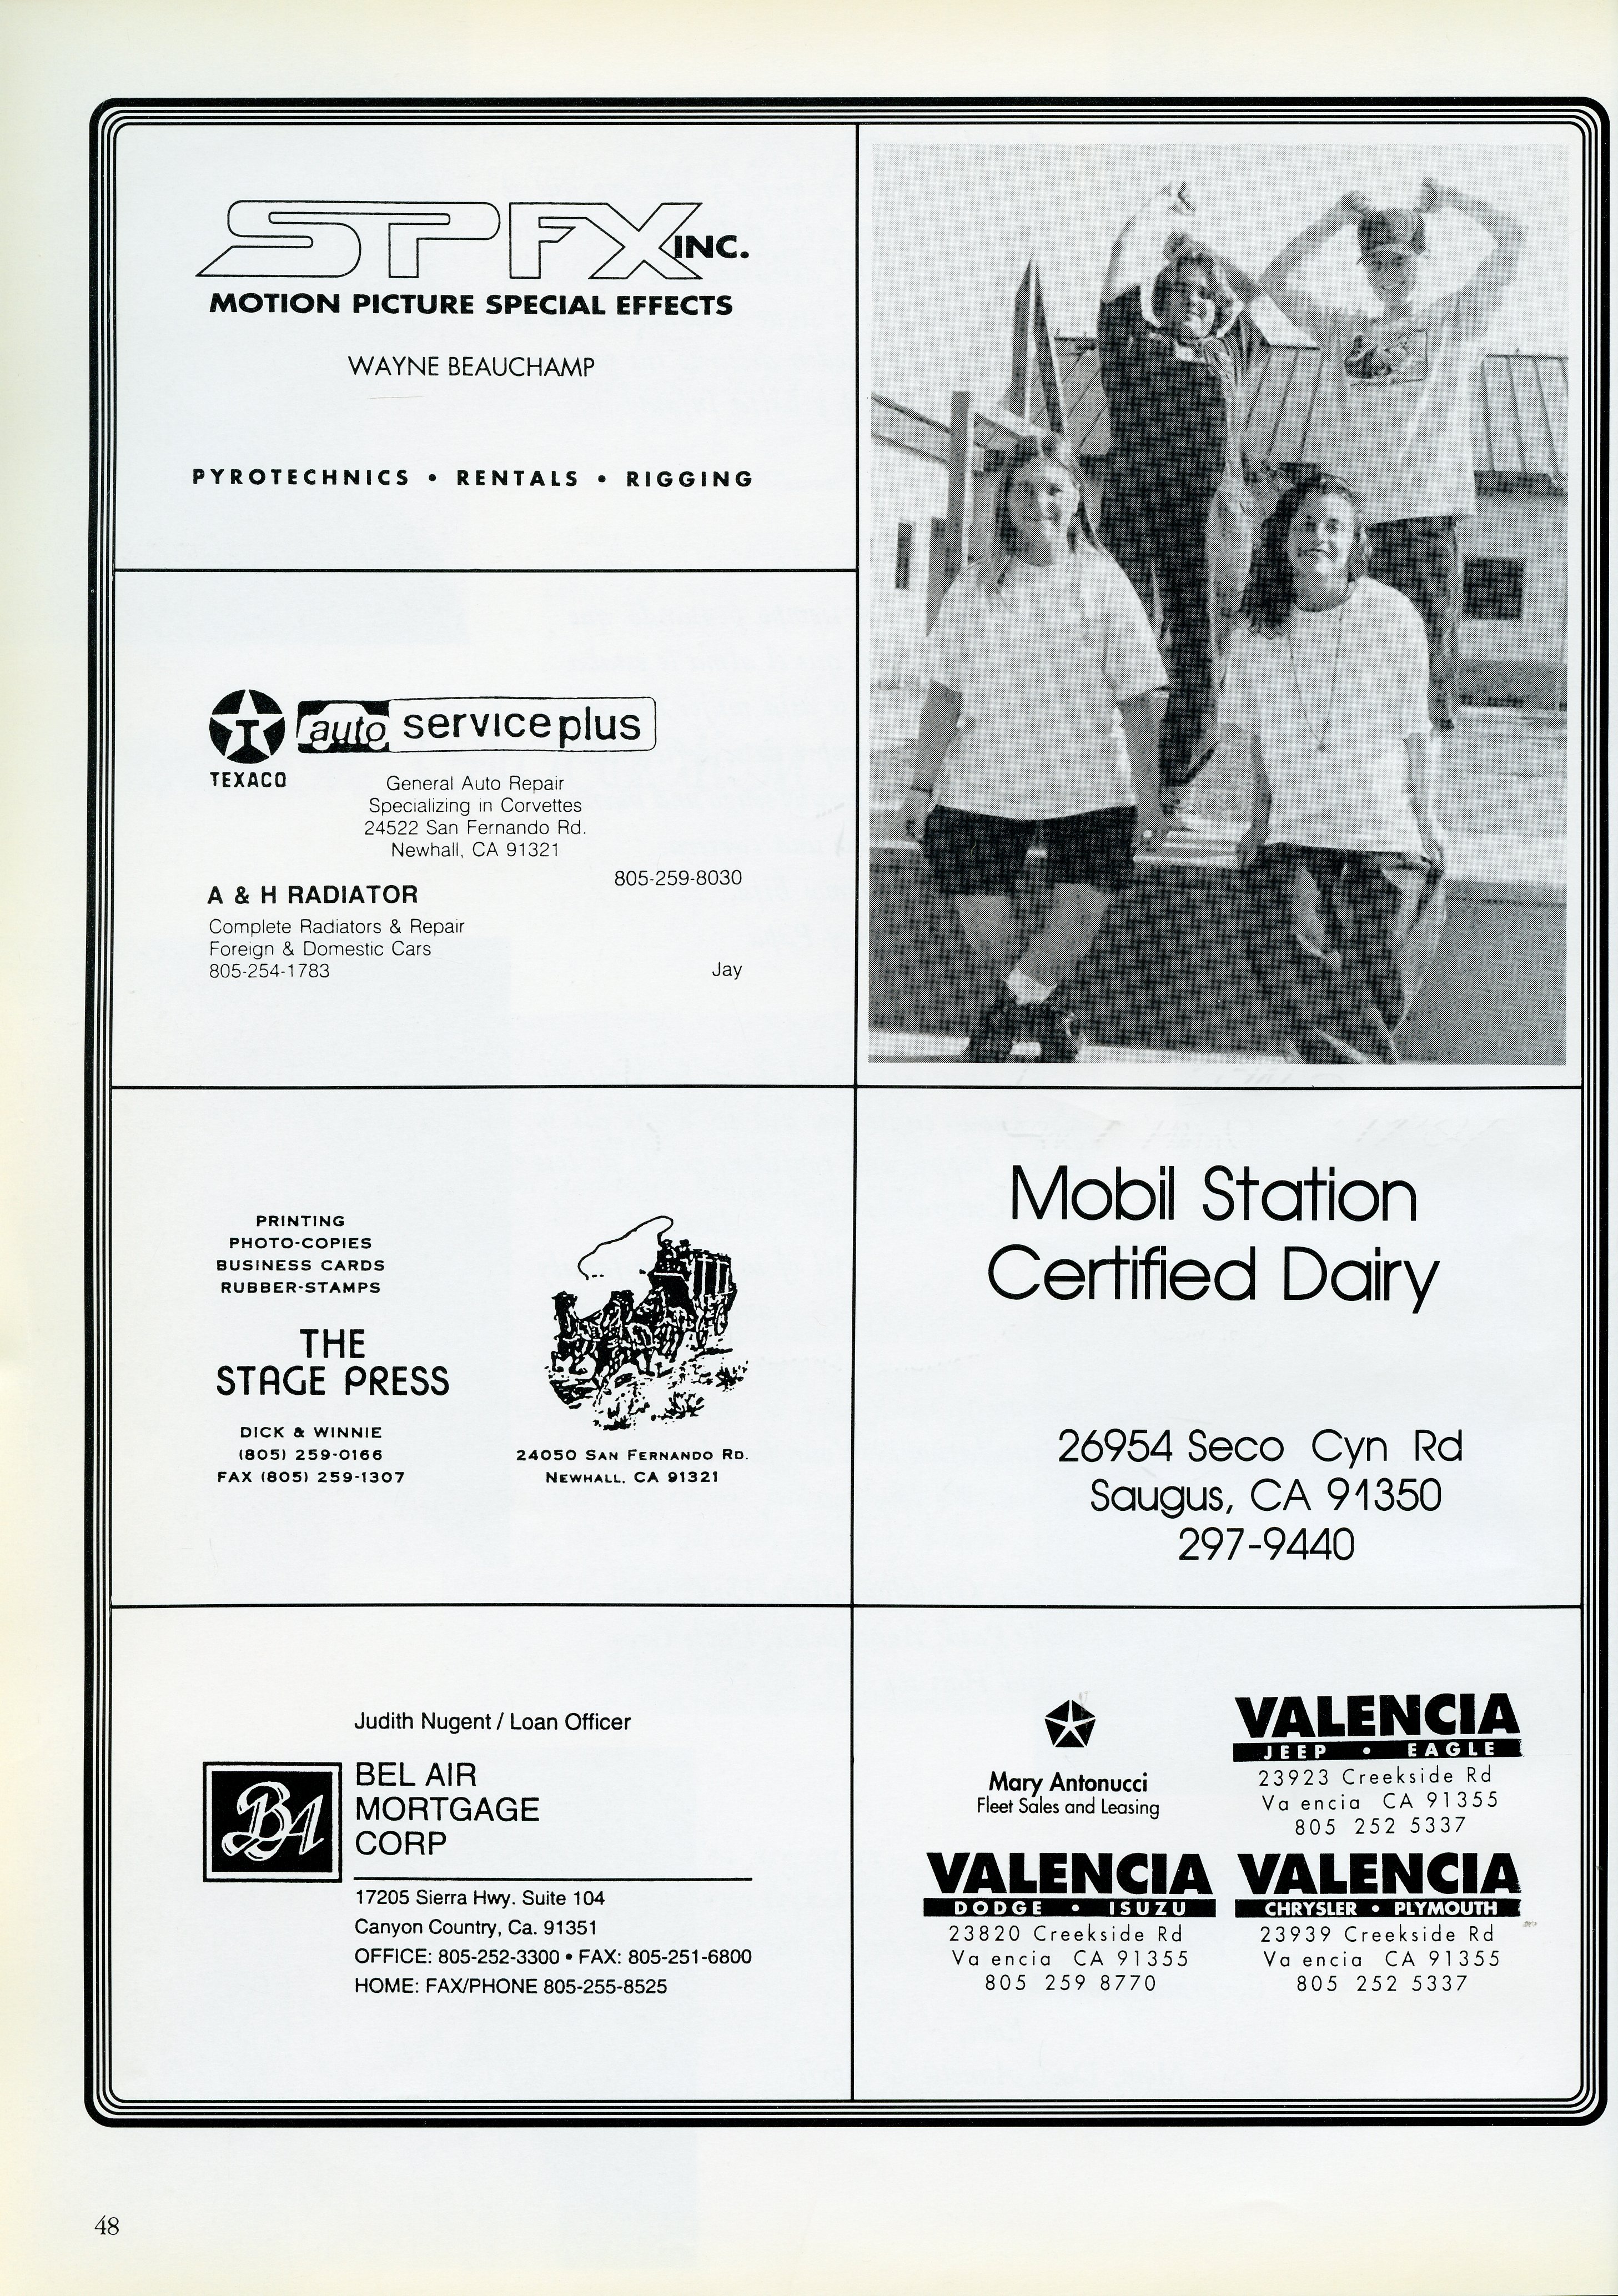 SPFX INC.
MOTION PICTURE SPECIAL EFFECTS
WAYNE BEAUCHAMP
PYROTECHNICS • RENTALS • RIGGING
T
TEXACO
auto service plus
General Auto Repair
Specializing in Corvettes
24522 San Fernando Rd.
Newhall, CA 91321
805-259-8030
A & H RADIATOR
Complete Radiators & Repair
Foreign & Domestic Cars
805-254-1783
Jay
PRINTING
PHOTO-COPIES
BUSINESS CARDS
RUBBER-STAMPS
THE
STAGE PRESS
DICK & WINNIE
(805) 259-0166
FAX (805) 259-1307
24050 SAN FERNANDO RD.
NEWHALL, CA 91321
Mobil Station
Certified Dairy
26954 Seco Cyn Rd
Saugus, CA 91350
297-9440
Judith Nugent / Loan Officer
BA
BEL AIR
MORTGAGE
CORP
17205 Sierra Hwy. Suite 104
Canyon Country, Ca. 91351
OFFICE: 805-252-3300 • FAX: 805-251-6800
HOME: FAX/PHONE 805-255-8525
Mary Antonucci
Fleet Sales and Leasing
VALENCIA
JEEP • EAGLE
23923 Creekside Rd
Va encia CA 91355
805 252 5337
VALENCIA
DODGE • ISUZU
23820 Creekside Rd
Va encia CA 91355
805 259 8770
VALENCIA
CHRYSLER • PLYMOUTH
23939 Creekside Rd
Va encia CA 91355
805 252 5337
48